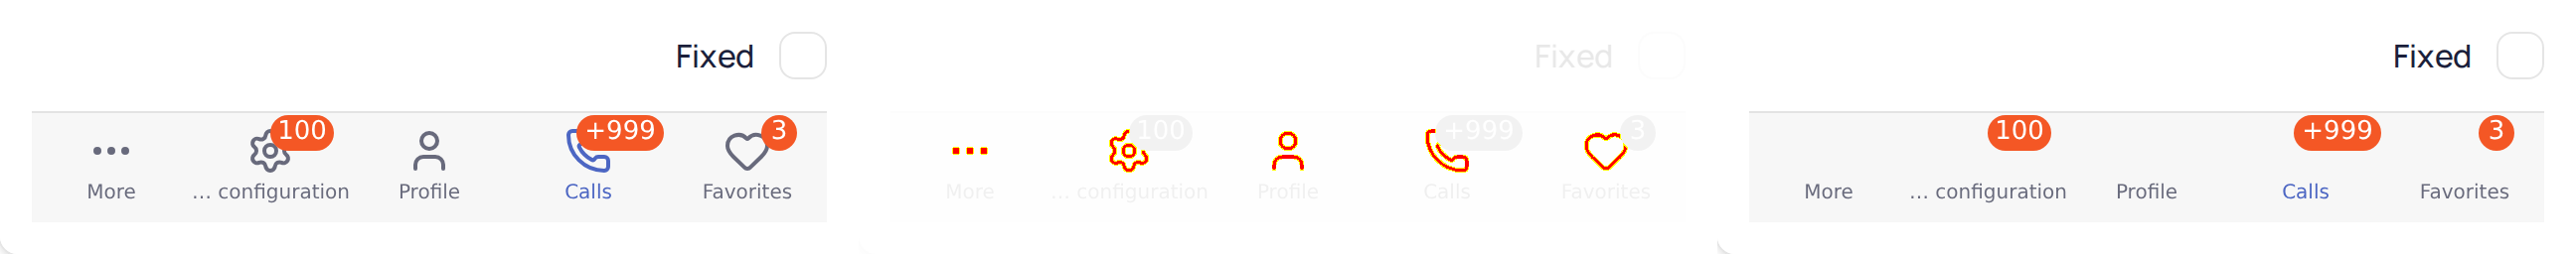 Fixed
100 +999 3
More ... configuration Profile Calls Favorites
Fixed
100 +999 3
More ... configuration Profile Calls Favorites
Fixed
100 +999 3
More ... configuration Profile Calls Favorites